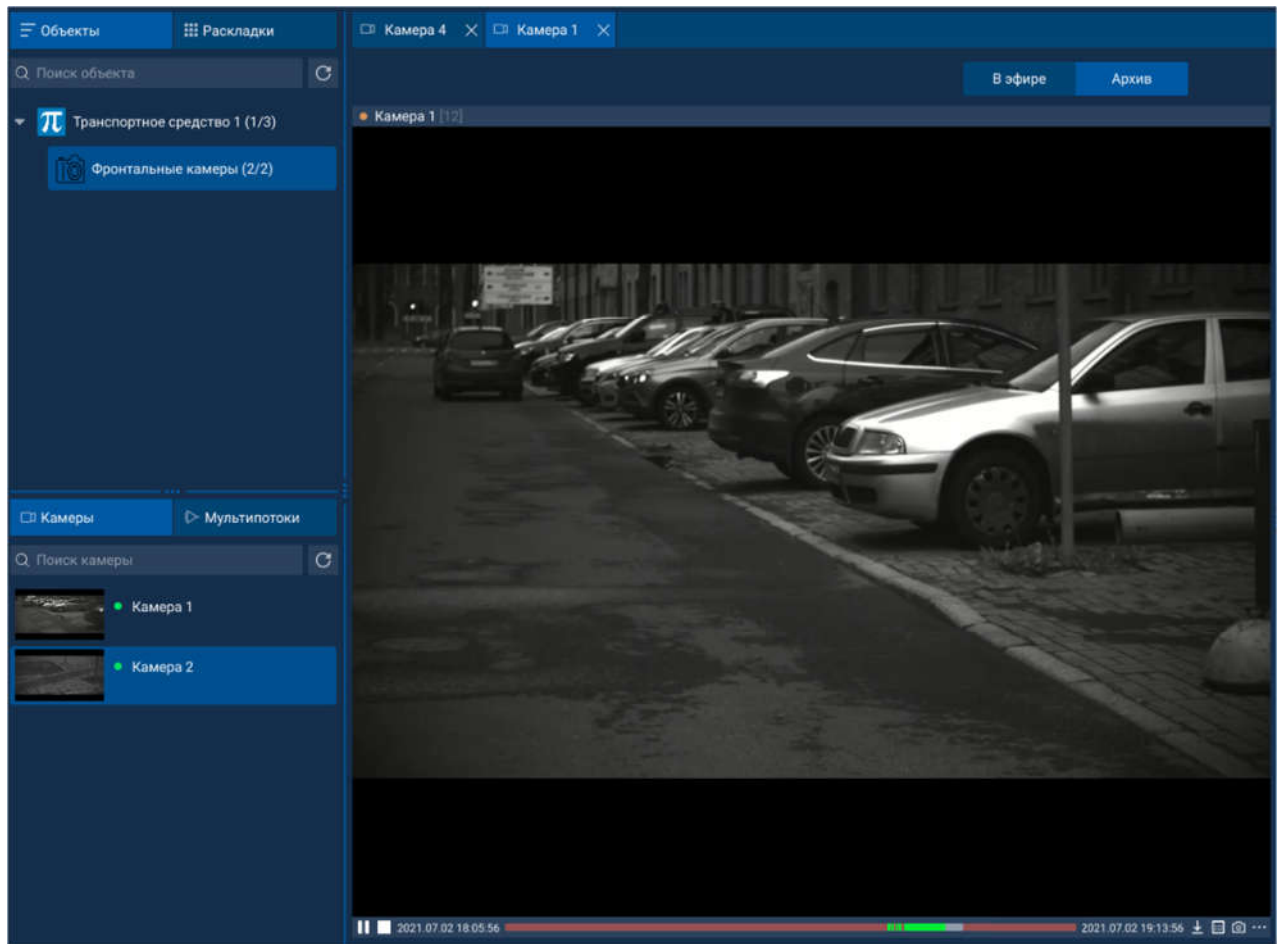 Объекты
Раскладки
Поиск объекта
π Транспортное средство 1 (1/3)
Фронтальные камеры (2/2)
Камеры
Мультипотоки
Поиск камеры
Камера 1
Камера 2
Камера 4
Камера 1
В эфире
Архив
Камера 1 [12]
2021.07.02 18:05:56
2021.07.02 19:13:56